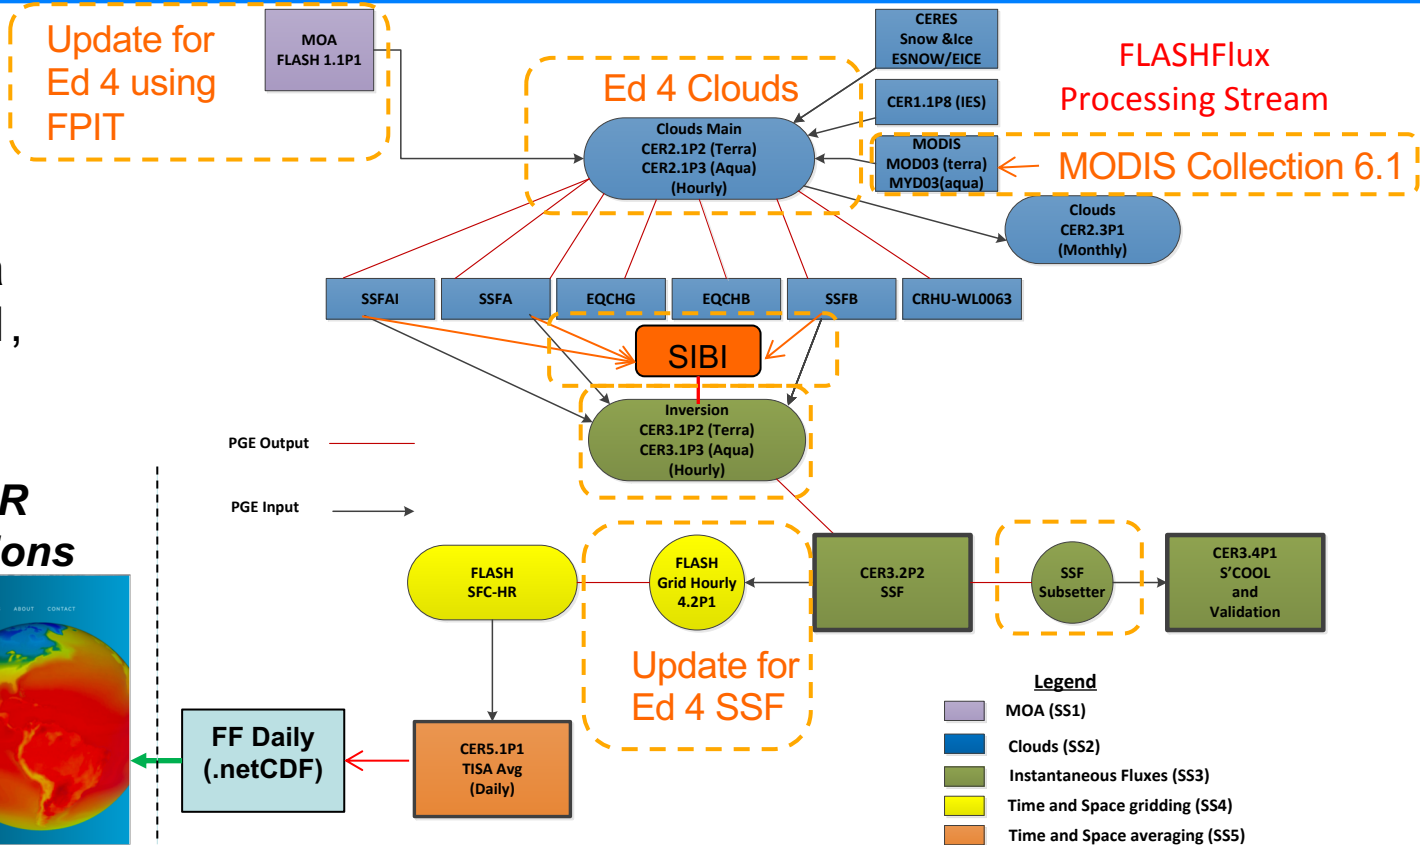 Update for
Ed 4 using
FPIT
MOA
FLASH 1.1P1
CERES
Snow &Ice
ESNOW/EICE
FLASHFlux
Processing Stream
Ed 4 Clouds
CER1.1P8 (IES)
Clouds Main
CER2.1P2 (Terra)
CER2.1P3 (Aqua)
(Hourly)
MODIS
MOD03 (terra)
MYD03(aqua)
MODIS Collection 6.1
Clouds
CER2.3P1
(Monthly)
a
,
SSFAI
SSFA
EQCHG
EQCHB
SSFB
CRHU-WL0063
SIBI
Inversion
CER3.1P2 (Terra)
CER3.1P3 (Aqua)
(Hourly)
PGE Output
PGE Input
R
ons
ABOUT CONTACT
FLASH
SFC-HR
FLASH
Grid Hourly
4.2P1
CER3.2P2
SSF
SSF
Subsetter
CER3.4P1
S'COOL
and
Validation
Update for
Ed 4 SSF
FF Daily
(.netCDF)
CER5.1P1
TISA Avg
(Daily)
Legend
MOA (SS1)
Clouds (SS2)
Instantaneous Fluxes (SS3)
Time and Space gridding (SS4)
Time and Space averaging (SS5)